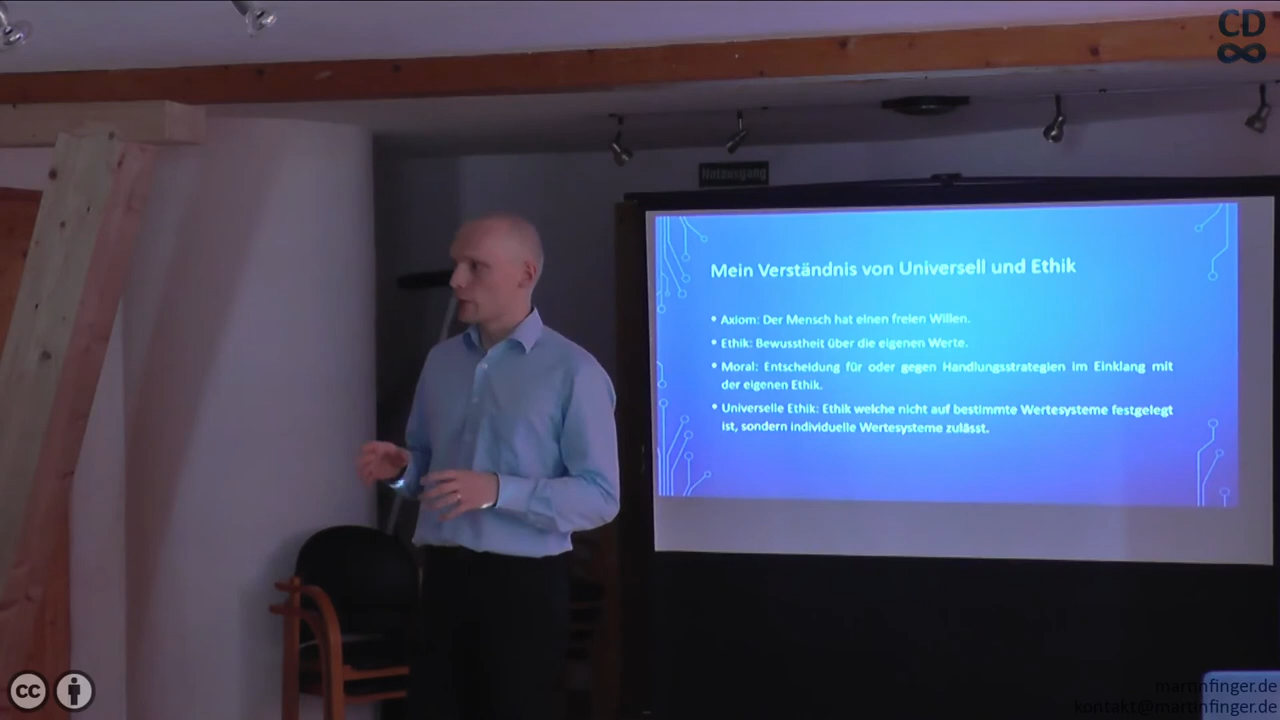 CD
Notausgang
Mein Verständnis von Universell und Ethik
• Axiom: Der Mensch hat einen freien Willen.
• Ethik: Bewusstheit über die eigenen Werte.
• Moral: Entscheidung für oder gegen Handlungsstrategien im Einklang mit
der eigenen Ethik.
• Universelle Ethik: Ethik welche nicht auf bestimmte Wertesysteme festgelegt
ist, sondern individuelle Wertesysteme zulässt.
cc
martinfinger.de
kontakt@martinfinger.de